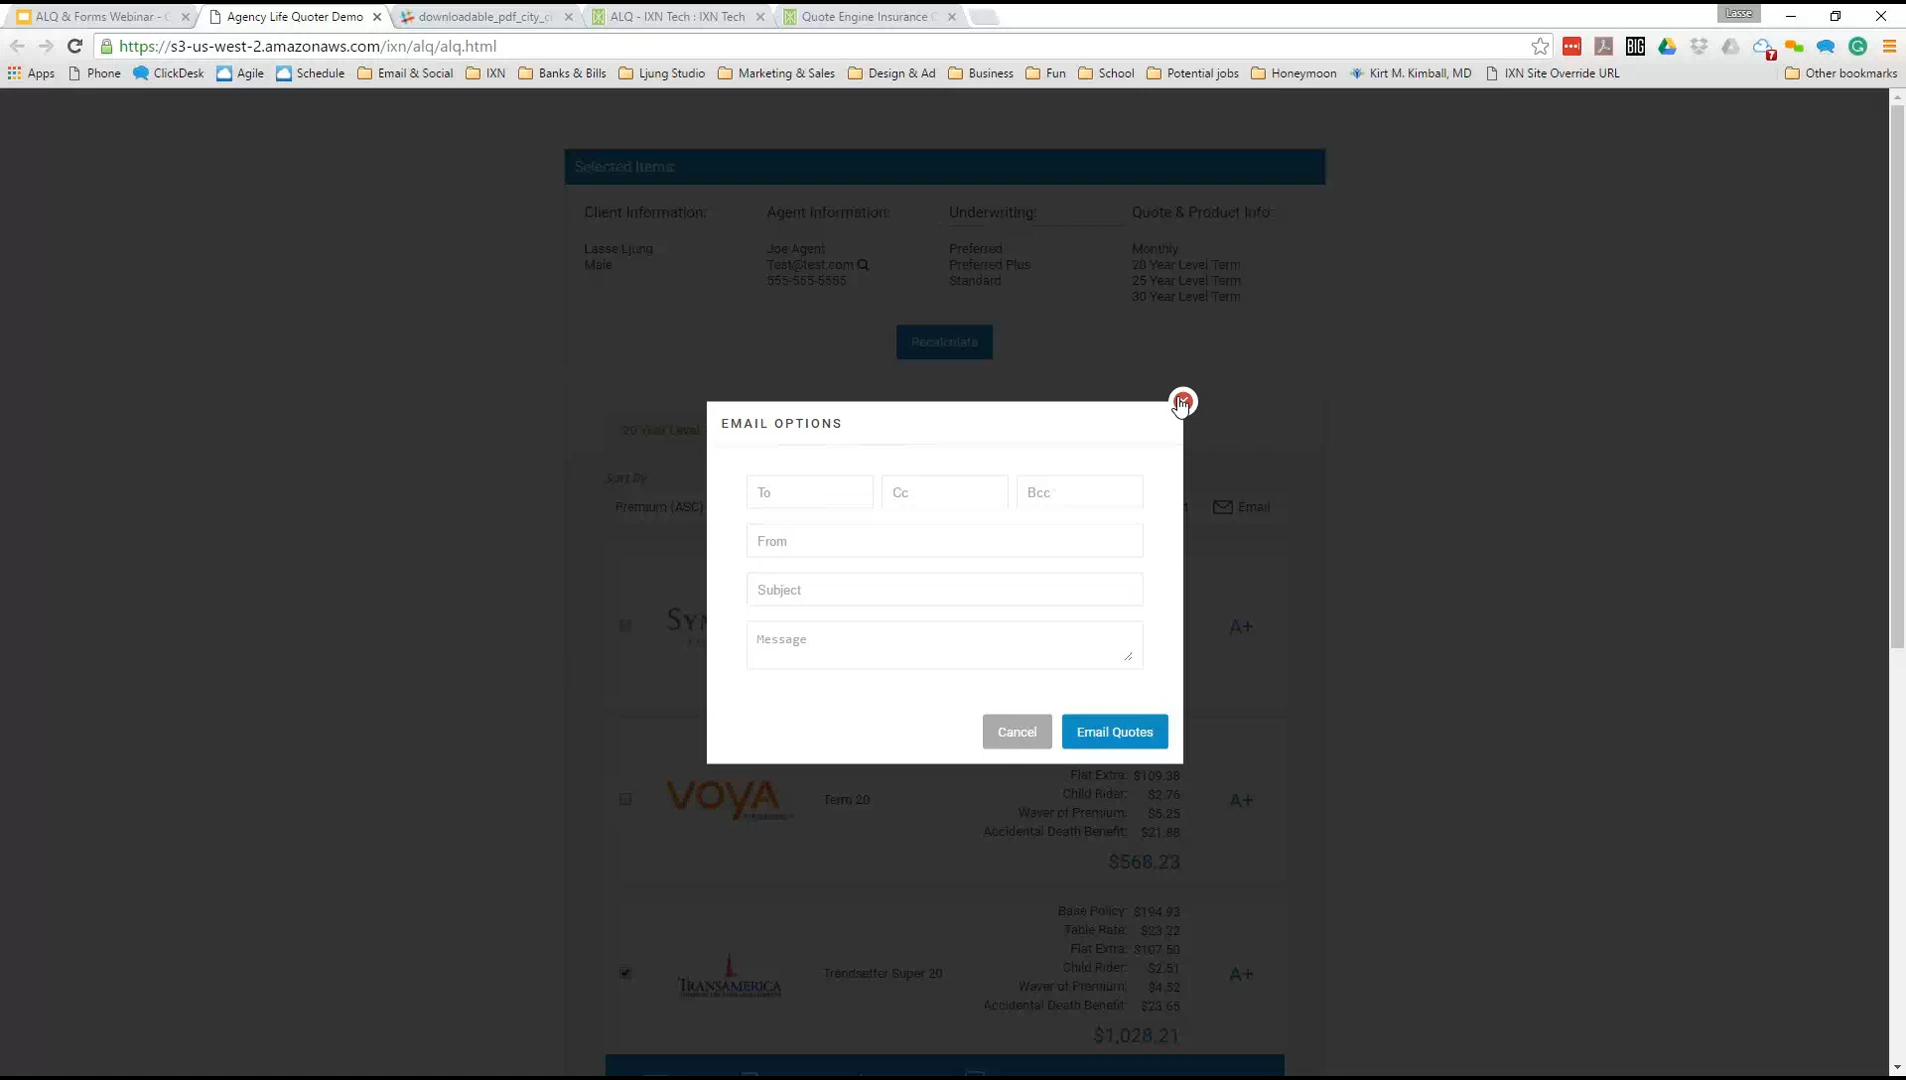 ALQ & Forms Webinar -
Agency Life Quoter Demo
downloadable_pdf_city_c
ALQ - IXN Tech : IXN Tech
Quote Engine Insurance
Lasse
https://s3-us-west-2.amazonaws.com/ixn/alq/alq.html
BIG
7
Apps
Phone
ClickDesk
Agile
Schedule
Email & Social
IXN
Banks & Bills
Ljung Studio
Marketing & Sales
Design & Ad
Business
Fun
School
Potential jobs
Honeymoon
Kirt M. Kimball, MD
IXN Site Override URL
Other bookmarks
Selected Items:
Client Information:
Agent Information:
Underwriting:
Quote & Product Info:
Lasse Ljung
Joe Agent
Preferred
Monthly
Male
Test@test.com
Preferred Plus
20 Year Level Term
555-555-5555
Standard
25 Year Level Term
30 Year Level Term
Recalculate
EMAIL OPTIONS
20 Year Level
Sort By
To
Cc
Bcc
Premium (ASC)
Email
From
Subject
Message
A+
Cancel
Email Quotes
Flat Extra: $109.38
Child Rider: $2.76
VOYA
Term 20
A+
Waver of Premium: $5.25
Accidental Death Benefit: $21.88
$568.23
Base Policy: $194.93
Table Rate: $23.22
Flat Extra: $107.50
Child Rider: $2.51
TRANSAMERICA
Trendsetter Super 20
A+
Waver of Premium: $4.52
Accidental Death Benefit: $23.65
$1,028.21